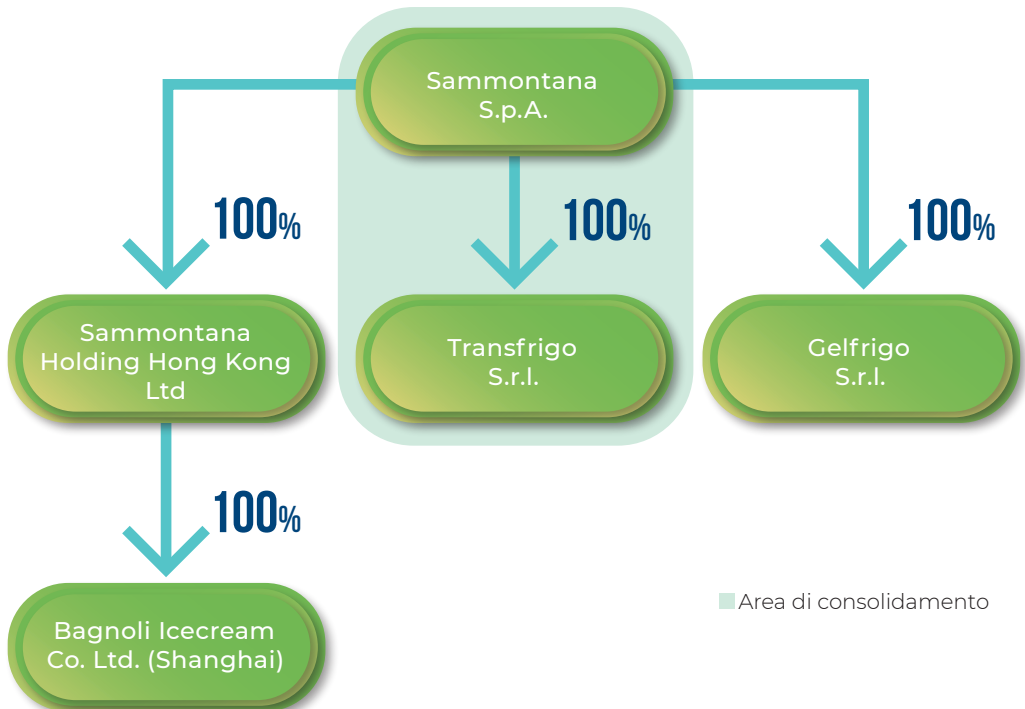 Sammontana
S.p.A.
100%
100%
100%
Sammontana
Holding Hong Kong
Ltd
Transfrigo
S.r.l.
Gelfrigo
S.r.l.
100%
Bagnoli Icecream
Co. Ltd. (Shanghai)
Area di consolidamento